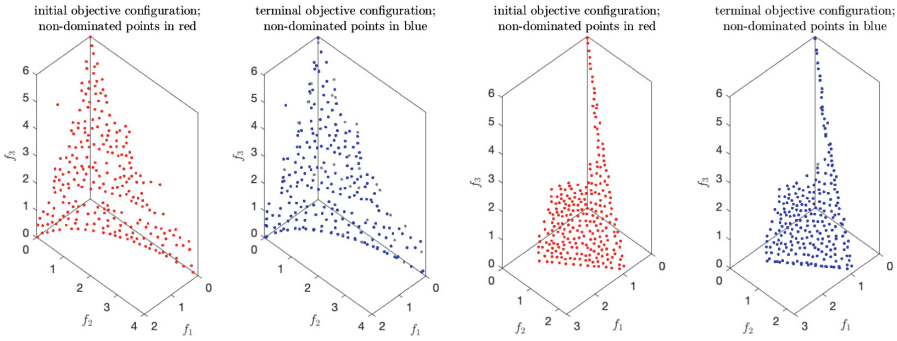 initial objective configuration;
non-dominated points in red
6
5
4
3
2
1
0
f3
0
1
2
3
4
f2
2
1
0
f1
terminal objective configuration;
non-dominated points in blue
6
5
4
3
2
1
0
f3
0
1
2
3
4
f2
2
1
0
f1
initial objective configuration;
non-dominated points in red
6
5
4
3
2
1
0
f3
0
1
2
3
f2
2
1
0
f1
terminal objective configuration;
non-dominated points in blue
6
5
4
3
2
1
0
f3
0
1
2
3
f2
2
1
0
f1